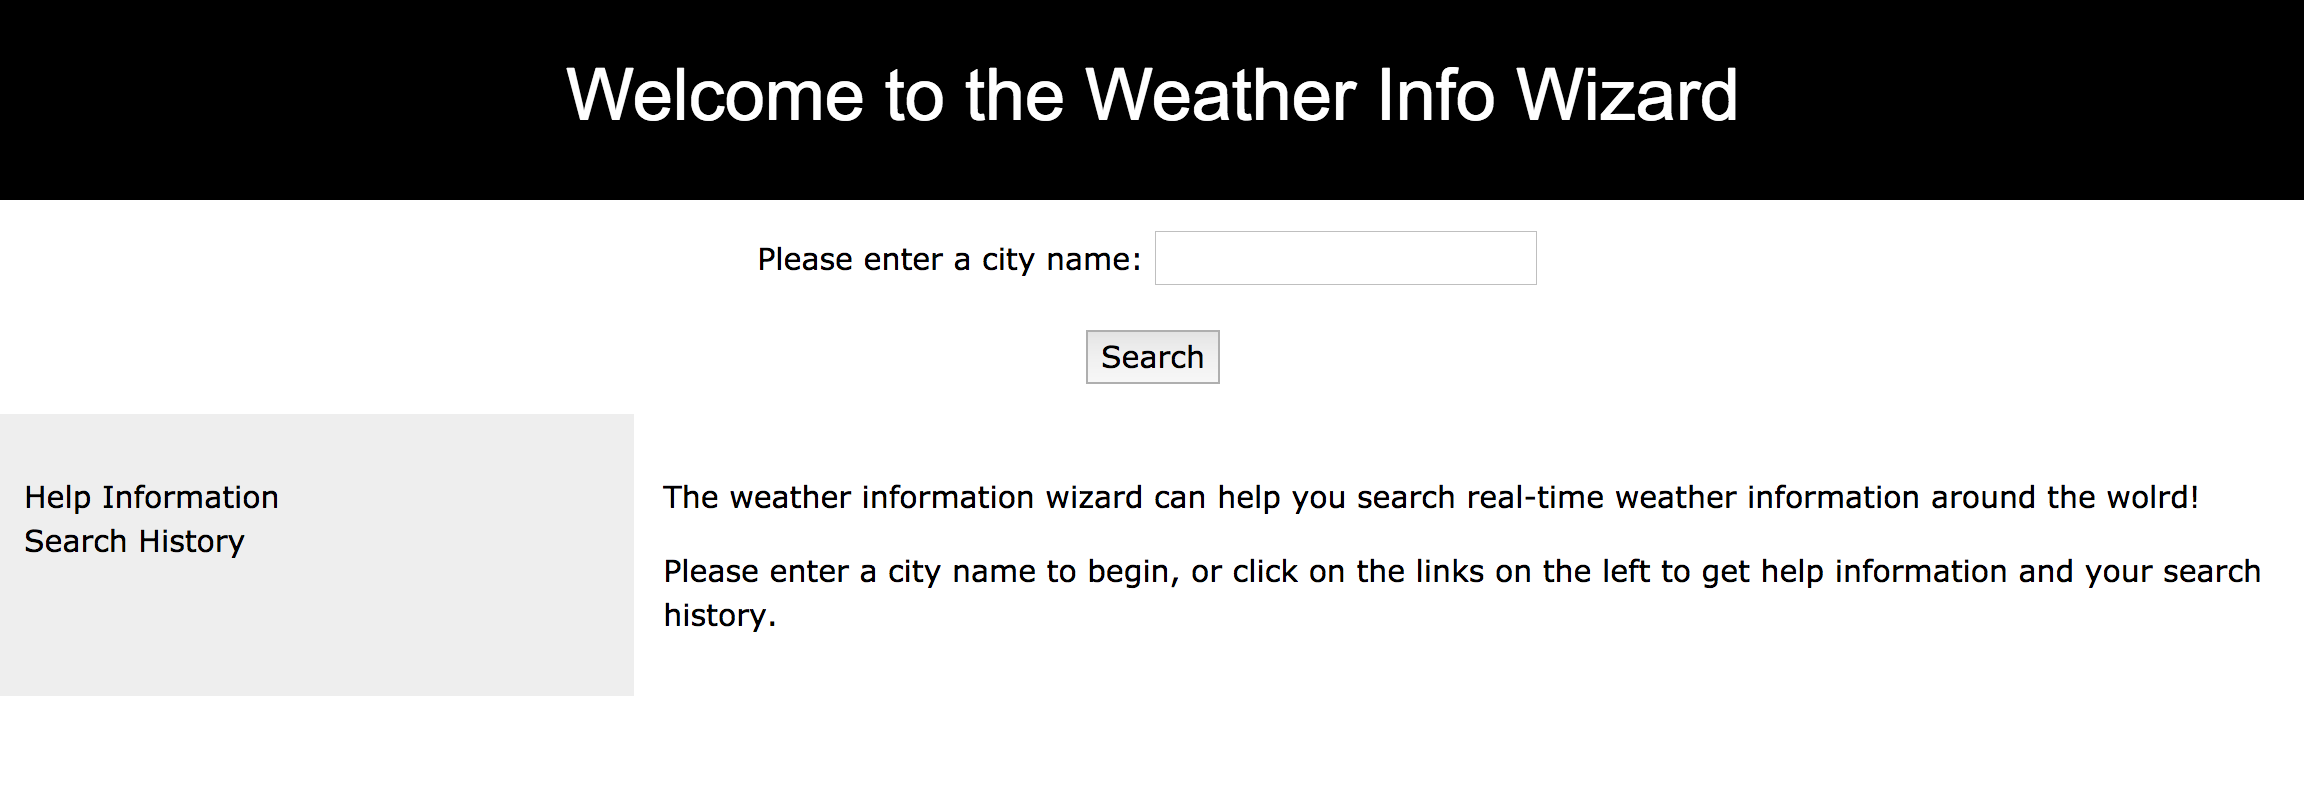 Welcome to the Weather Info Wizard
Please enter a city name:
Search
Help Information
Search History
The weather information wizard can help you search real-time weather information around the wolrd!
Please enter a city name to begin, or click on the links on the left to get help information and your search
history.